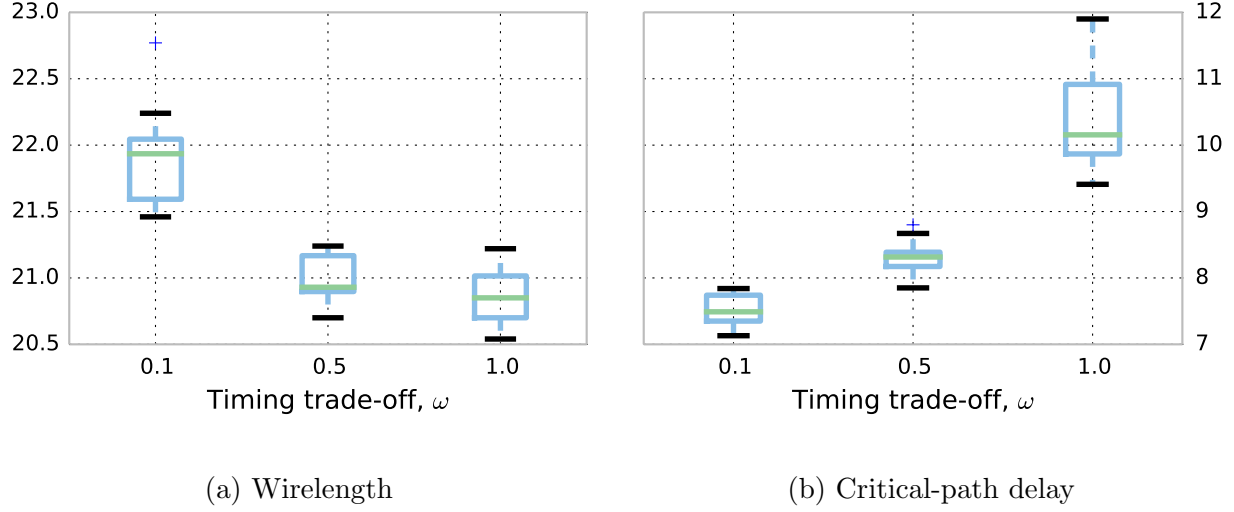 23.0
22.5
22.0
21.5
21.0
20.5
0.1 0.5 1.0
Timing trade-off, ω
(a) Wirelength
12
11
10
9
8
7
0.1 0.5 1.0
Timing trade-off, ω
(b) Critical-path delay